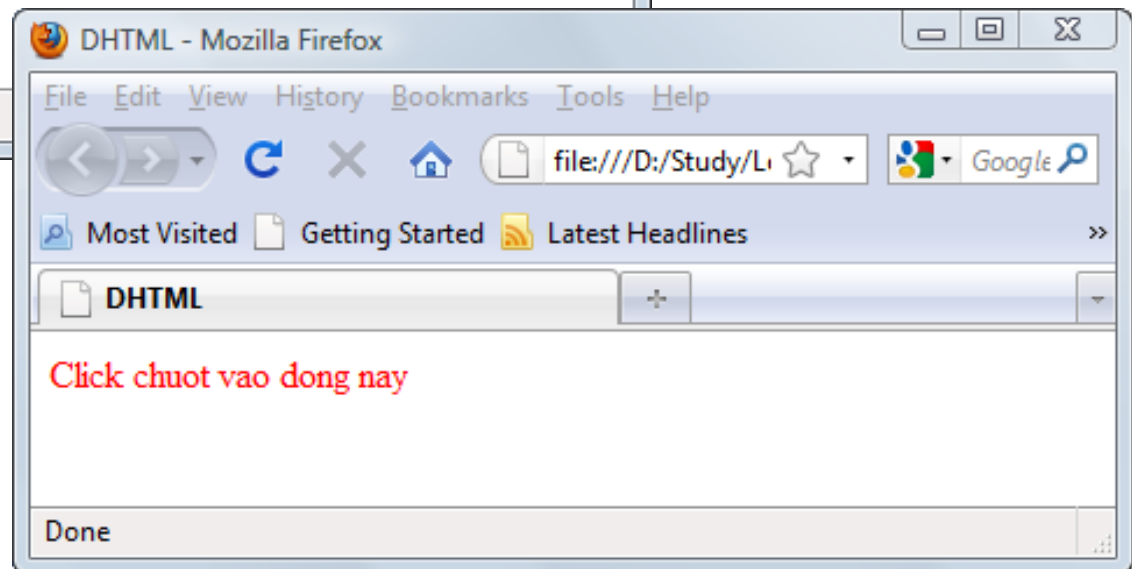 DHTML - Mozilla Firefox
File Edit View History Bookmarks Tools Help
file:///D:/Study/L
Google
Most Visited Getting Started Latest Headlines »
DHTML
Click chuot vao dong nay
Done